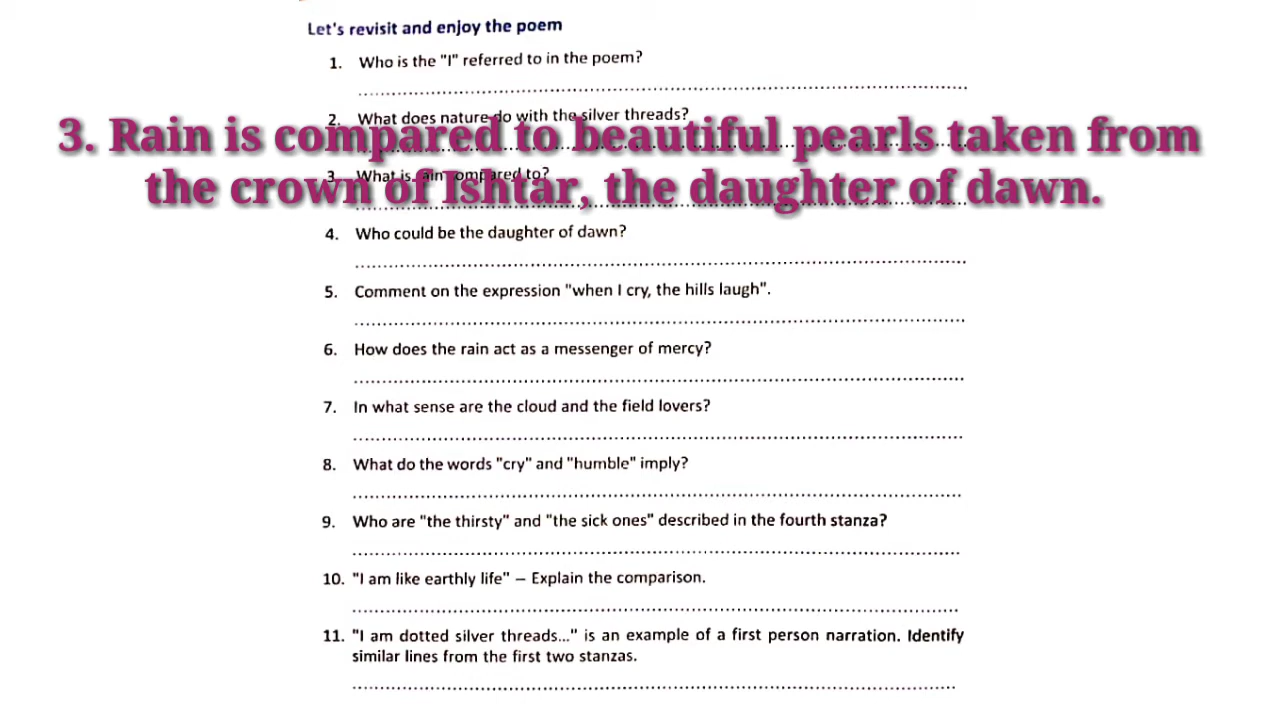 Let's revisit and enjoy the poem
1. Who is the "I" referred to in the poem?
2. What does nature do with the silver threads?
3. Rain is compared to beautiful pearls taken from
3. What is rain compared to?
the crown of Ishtar, the daughter of dawn.
4. Who could be the daughter of dawn?
5. Comment on the expression "when I cry, the hills laugh".
6. How does the rain act as a messenger of mercy?
7. In what sense are the cloud and the field lovers?
8. What do the words "cry" and "humble" imply?
9. Who are "the thirsty" and "the sick ones" described in the fourth stanza?
10. "I am like earthly life" – Explain the comparison.
11. "I am dotted silver threads..." is an example of a first person narration. Identify
similar lines from the first two stanzas.